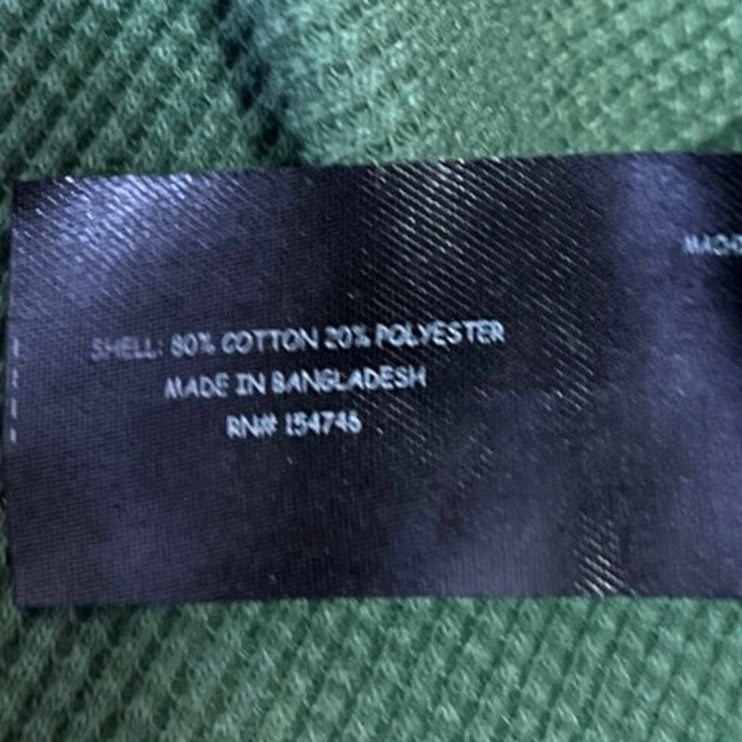 SHELL: 80% COTTON 20% POLYESTER
MADE IN BANGLADESH
RN# 154746